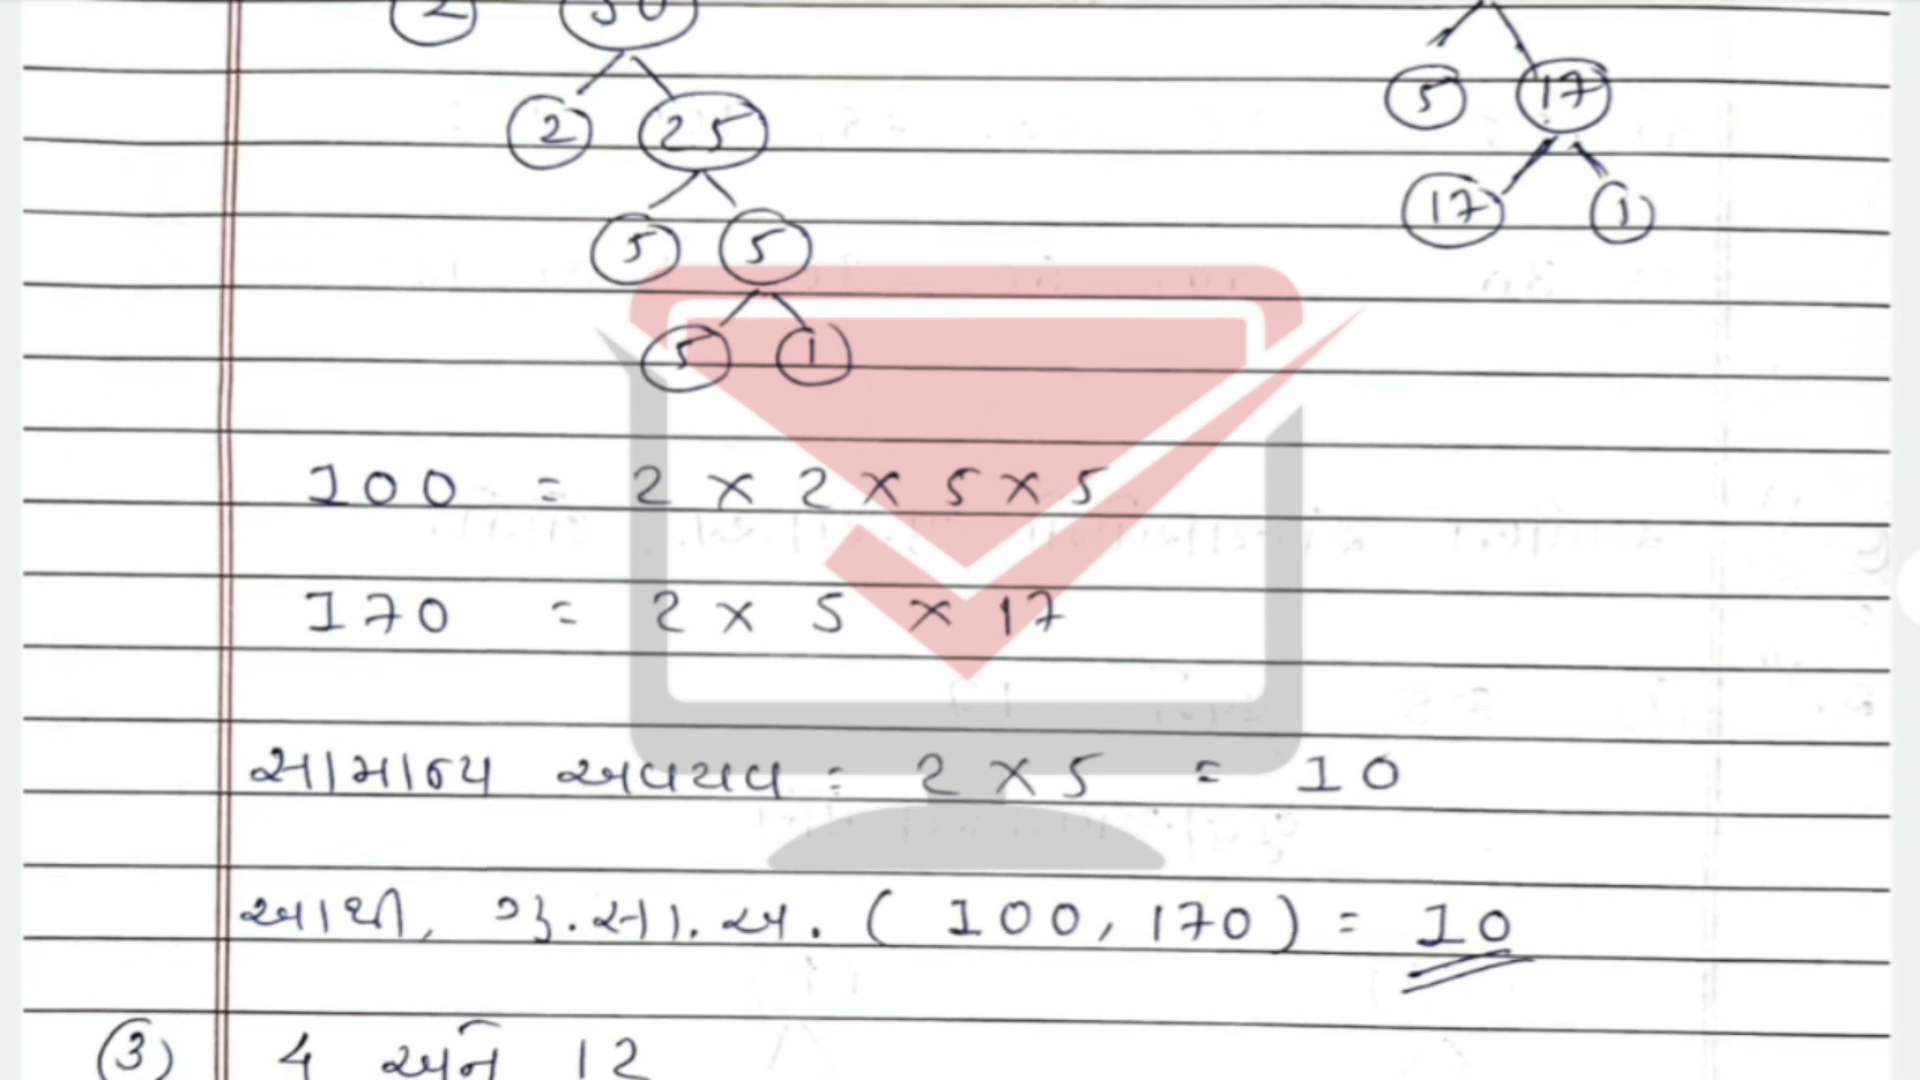 2 50
5 17
2 25
17 1
5 5
5 1
100 = 2 × 2 × 5 × 5
170 = 2 × 5 × 17
સામાન્ય અવયવ = 2 × 5 = 10
આથી, ગુ.સા.અ. ( 100, 170 ) = 10
(3) 4 અને 12